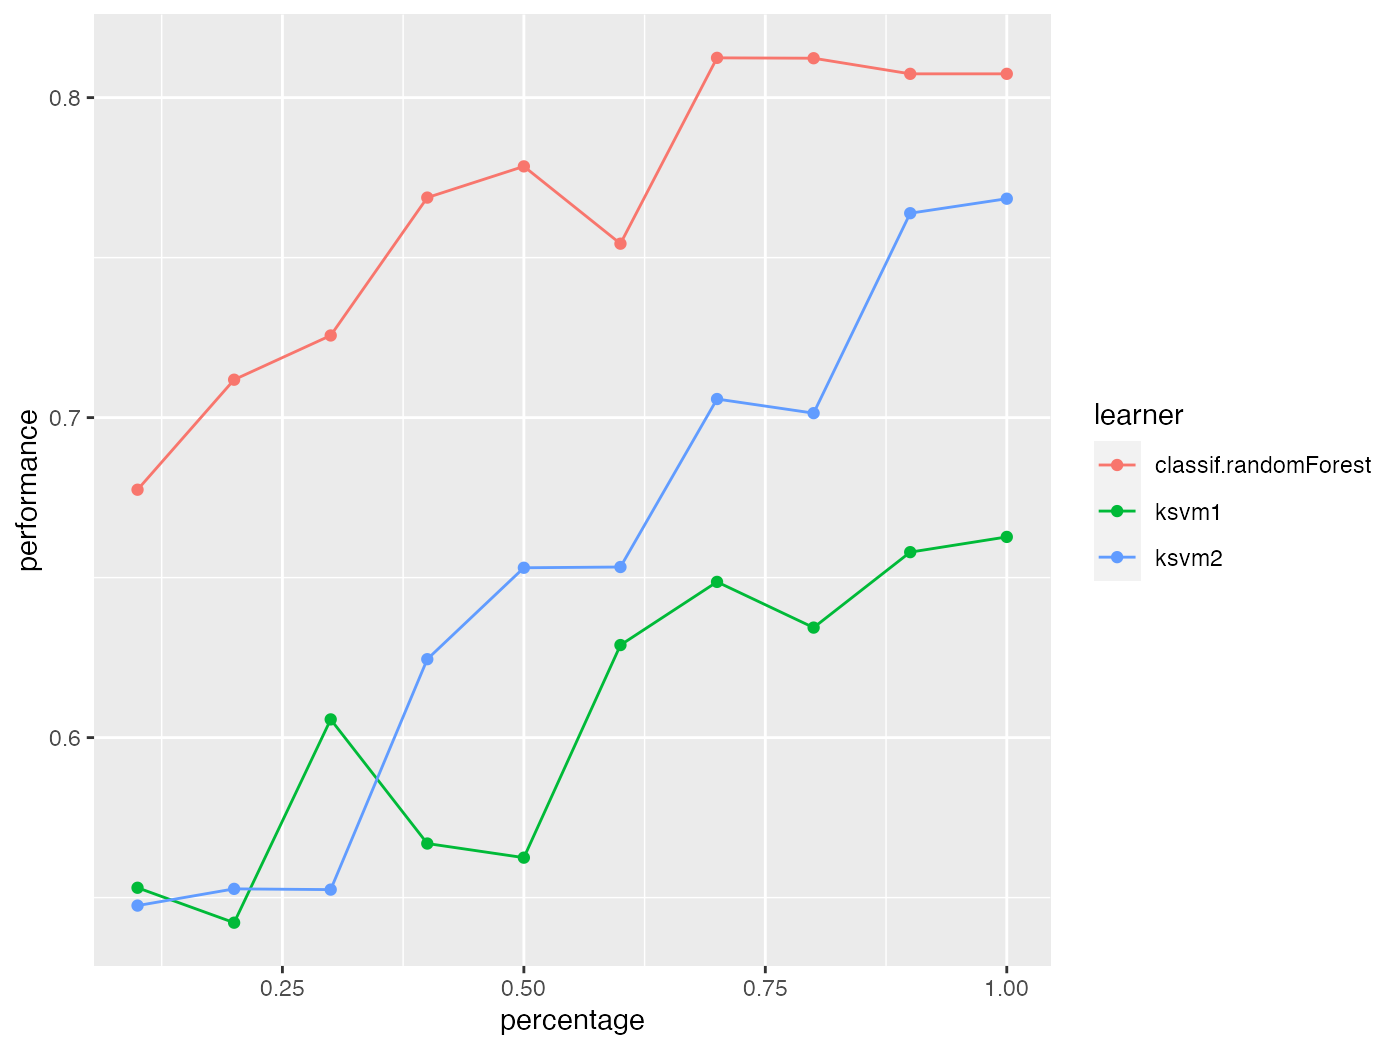 0.8
0.7
0.6
performance
0.25
0.50
0.75
1.00
percentage
learner
classif.randomForest
ksvm1
ksvm2